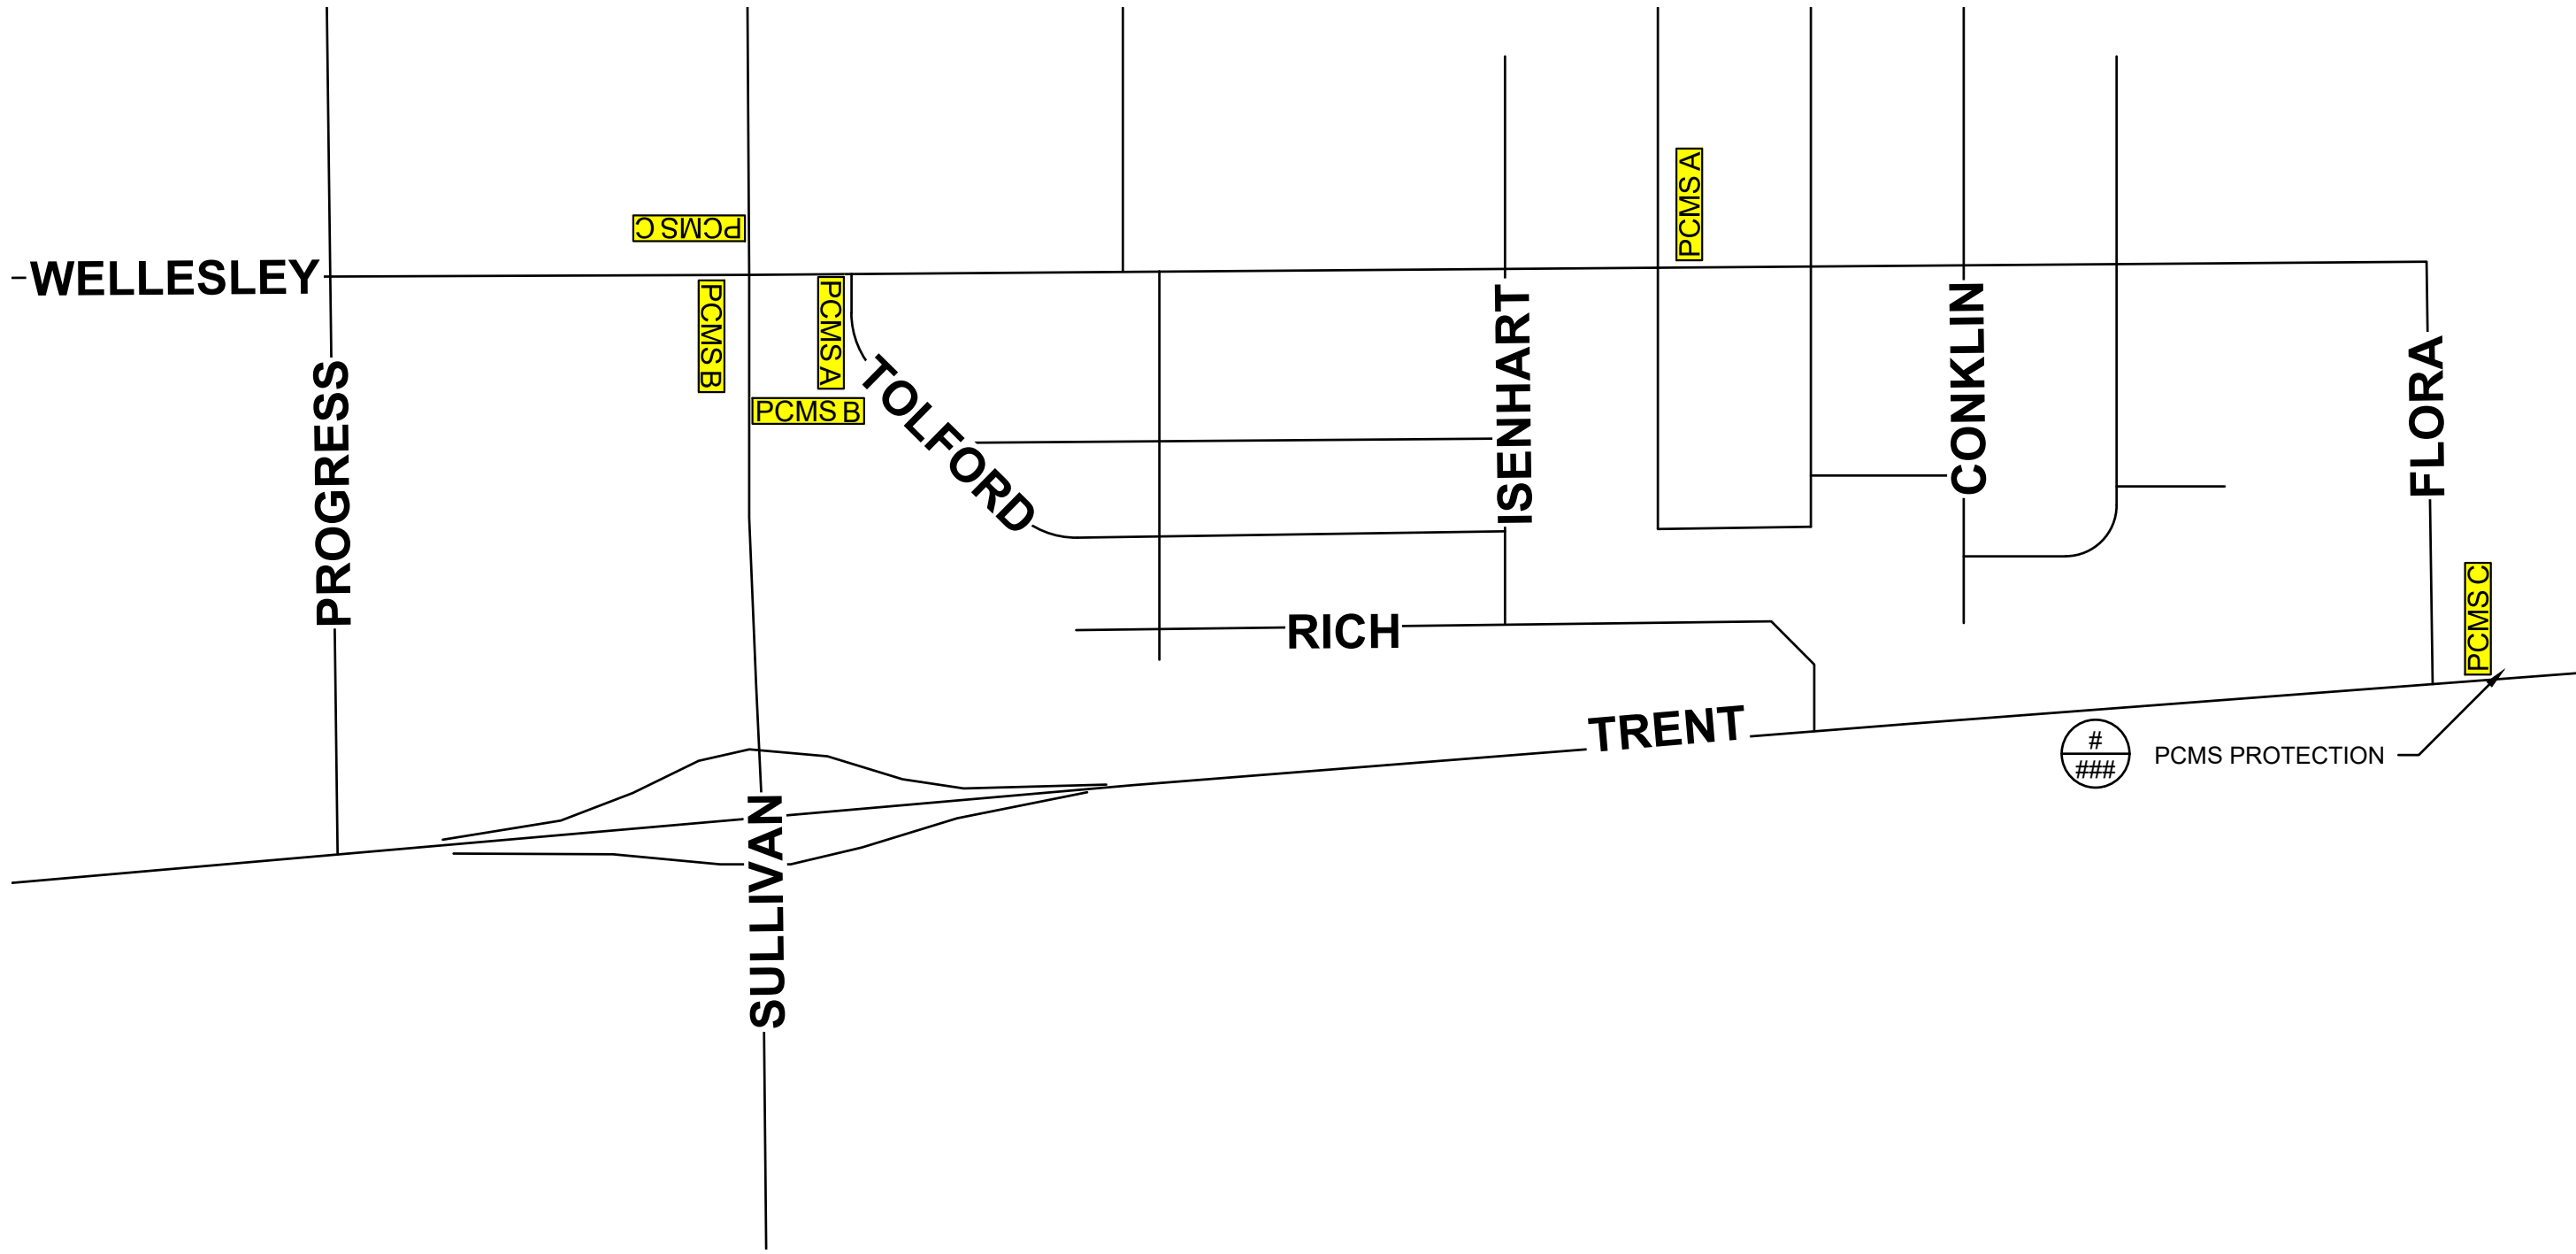 PCMS A
PCMS C
WELLESLEY
PCMS B
PCMS A
PCMS B
TOLFORD
ISENHART
CONKLIN
FLORA
PROGRESS
PCMS C
RICH
TRENT
#
###
PCMS PROTECTION
SULLIVAN